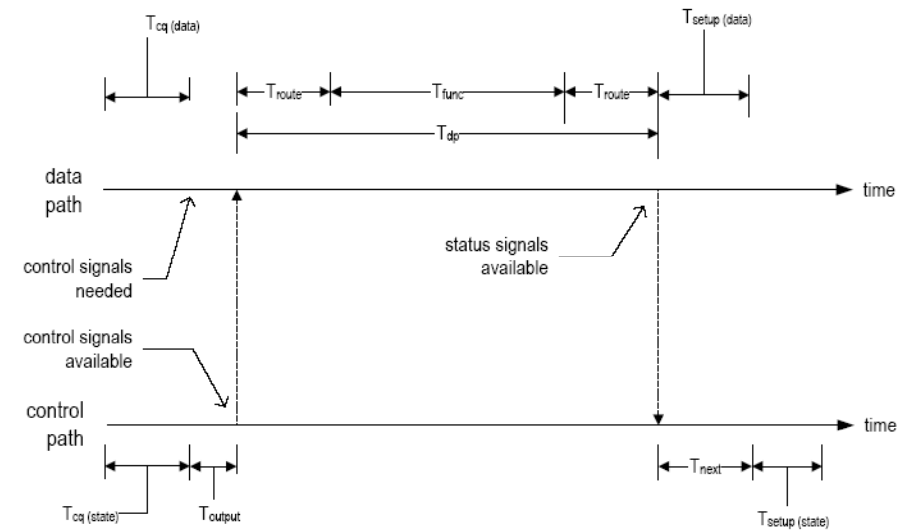 Tcq (data)
Tsetup (data)
Troute
Tfunc
Troute
Tdp
data
path
time
control signals
needed
status signals
available
control signals
available
control
path
time
Tnext
Tcq (state)
Toutput
Tsetup (state)